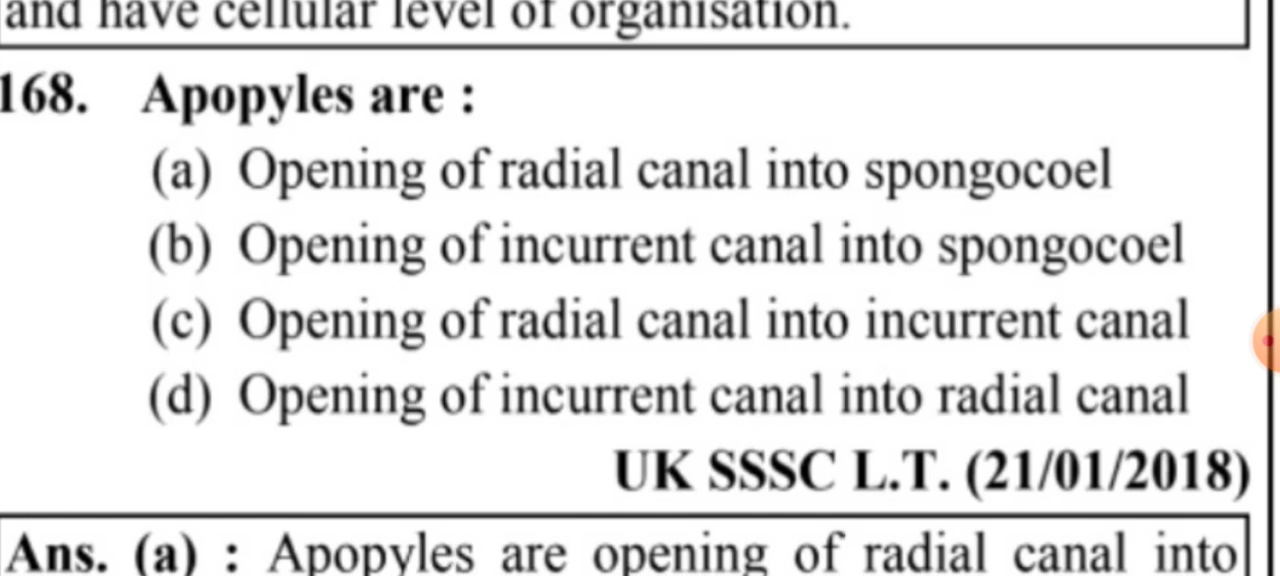 and have cellular level of organisation.
168. Apopyles are :
(a) Opening of radial canal into spongocoel
(b) Opening of incurrent canal into spongocoel
(c) Opening of radial canal into incurrent canal
(d) Opening of incurrent canal into radial canal
UK SSSC L.T. (21/01/2018)
Ans. (a) : Apopyles are opening of radial canal into